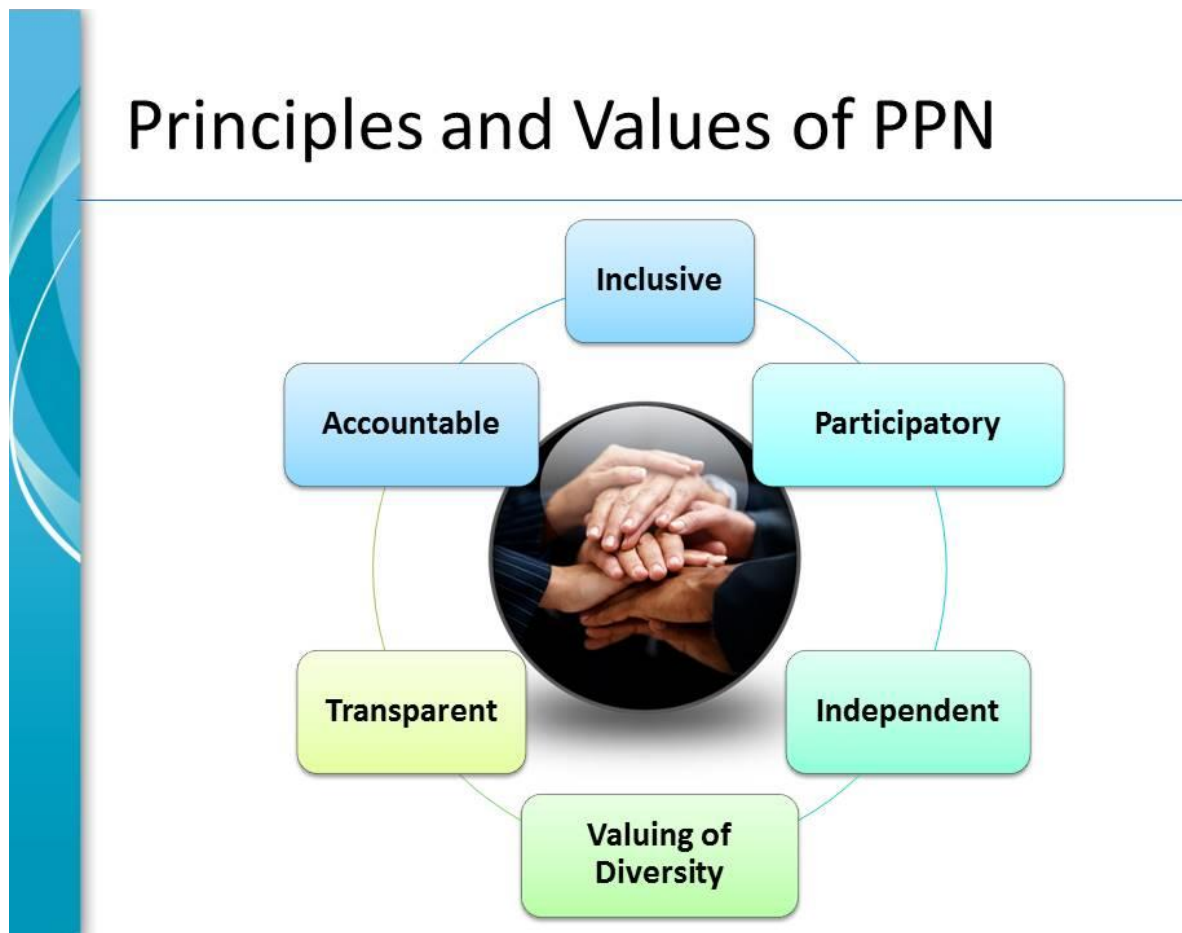 Principles and Values of PPN
Inclusive
Participatory
Independent
Valuing of
Diversity
Transparent
Accountable